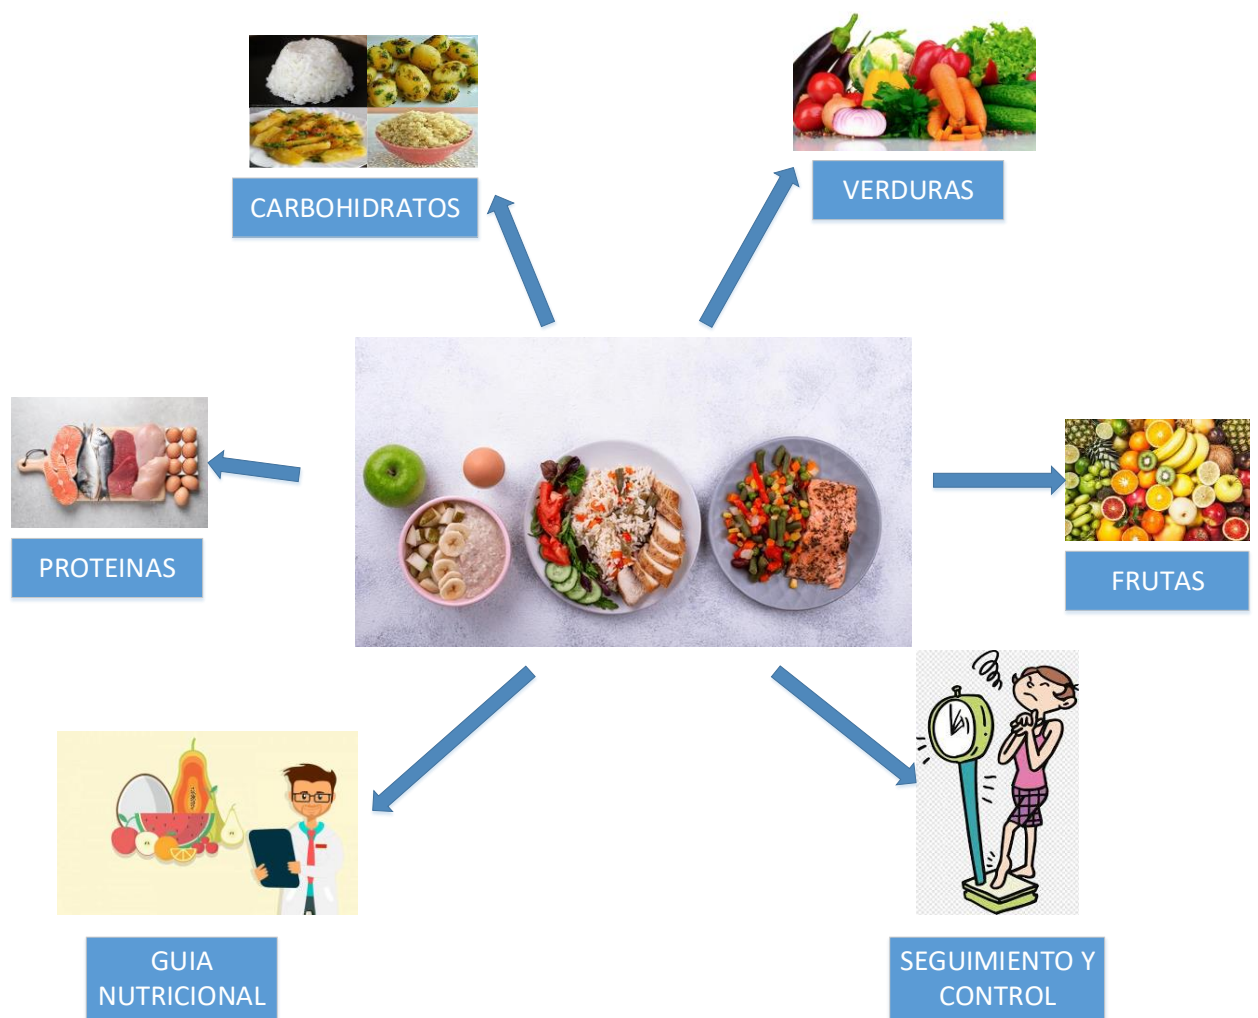 CARBOHIDRATOS
VERDURAS
PROTEINAS
FRUTAS
GUIA
NUTRICIONAL
SEGUIMIENTO Y
CONTROL